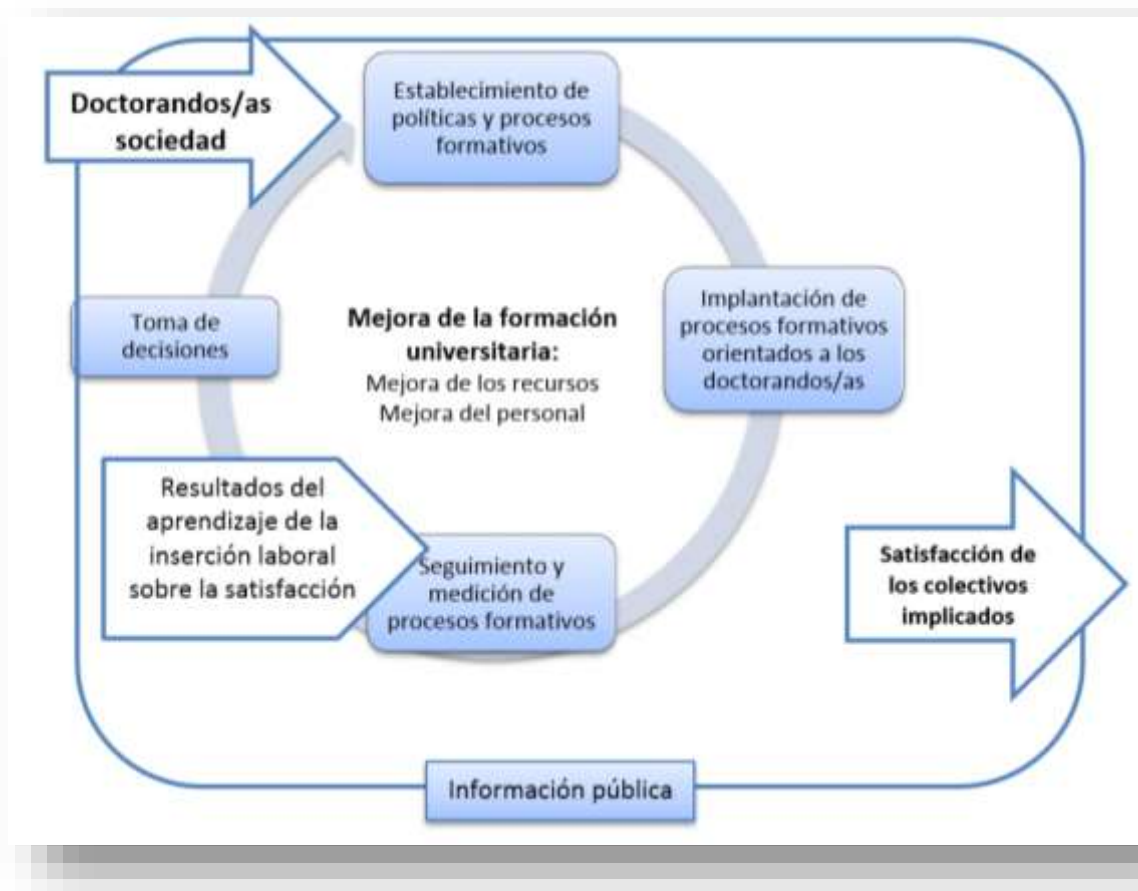 Doctorandos/as
sociedad
Establecimiento de
políticas y procesos
formativos
Implantación de
procesos formativos
orientados a los
doctorandos/as
Toma de
decisiones
Mejora de la formación
universitaria:
Mejora de los recursos
Mejora del personal
Resultados del
aprendizaje de la
inserción laboral
sobre la satisfacción
Seguimiento y
medición de
procesos formativos
Satisfacción de
los colectivos
implicados
Información pública